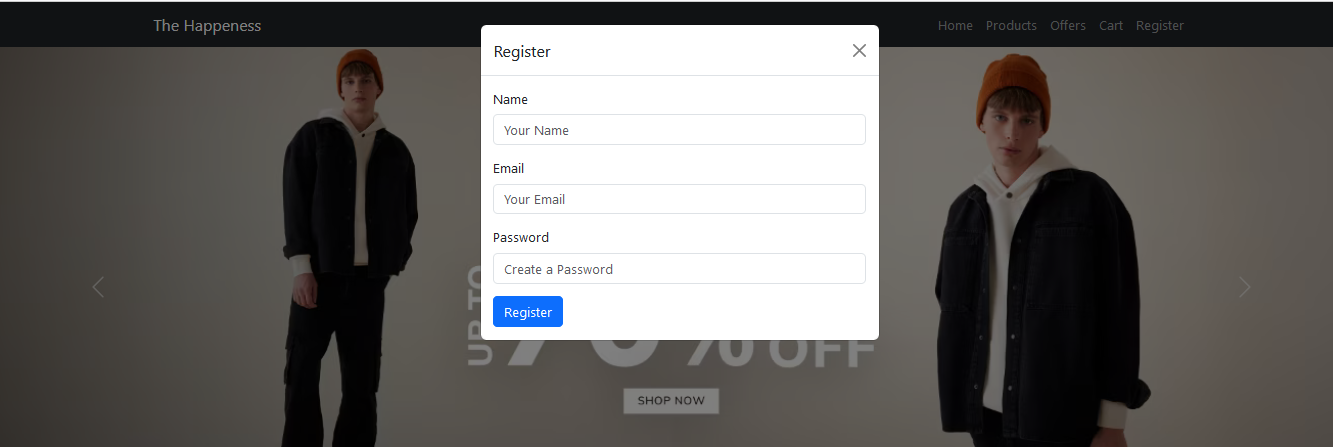 The Happeness
Home Products Offers Cart Register
Register
Name
Your Name
Email
Your Email
Password
Create a Password
Register
UP TO
70% OFF
SHOP NOW